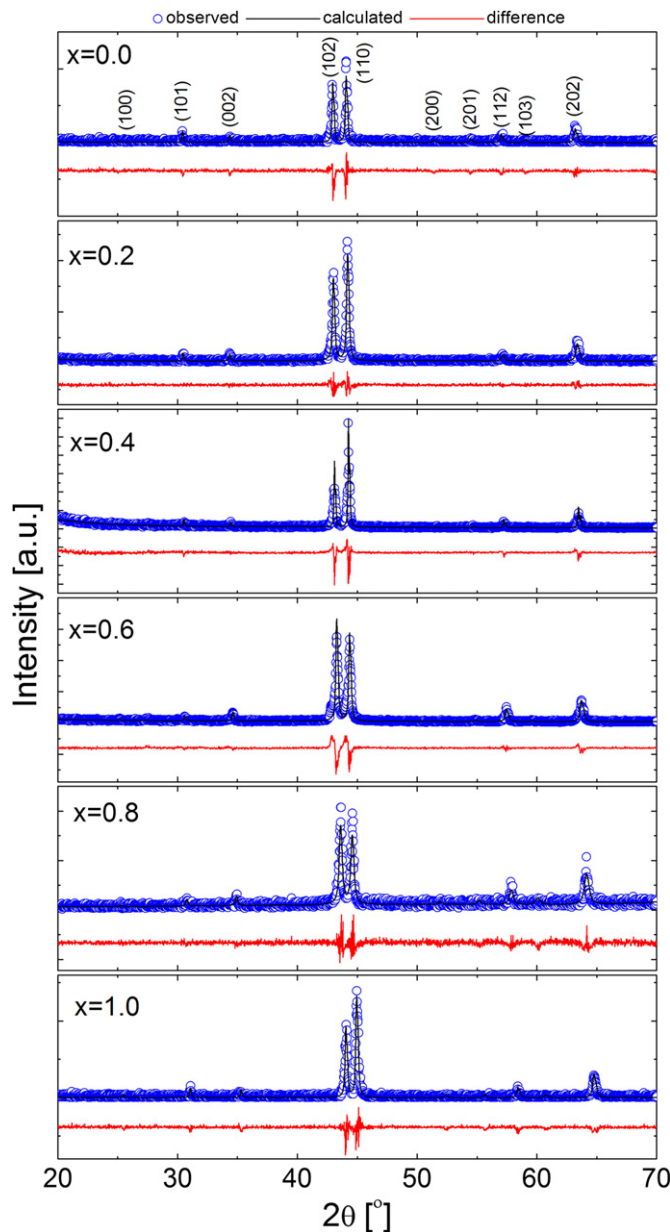 observed calculated difference
x=0.0
(100) (101) (002) (102) (110) (200) (201) (112) (103) (202)
x=0.2
x=0.4
x=0.6
x=0.8
x=1.0
Intensity [a.u.]
20 30 40 50 60 70
2θ [°]